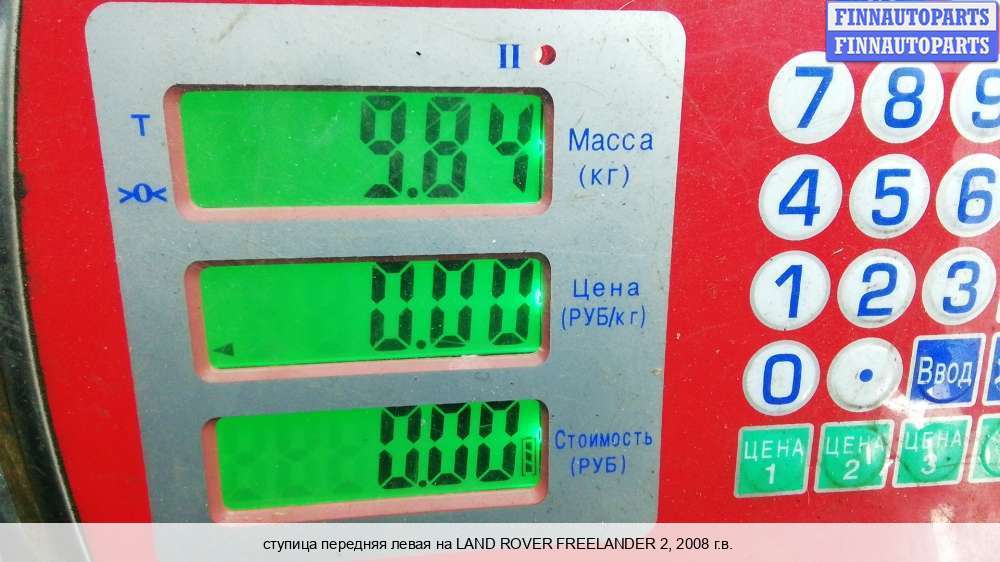 FINNAUTOPARTS
FINNAUTOPARTS
II
T
>0<
9.84
Масса
(кг)
0.00
Цена
(РУБ/кг)
0.00
Стоимость
(РУБ)
7 8 9
4 5 6
1 2 3
0 • Ввод
ЦЕНА 1 ЦЕНА 2 ЦЕНА 3
ступица передняя левая на LAND ROVER FREELANDER 2, 2008 г.в.